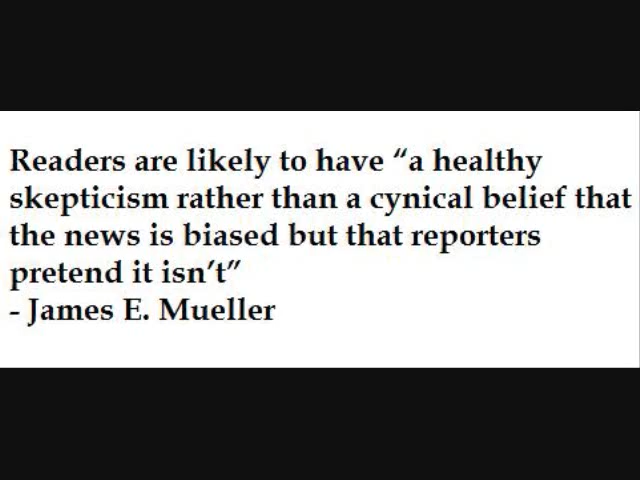 Readers are likely to have “a healthy
skepticism rather than a cynical belief that
the news is biased but that reporters
pretend it isn’t”
- James E. Mueller